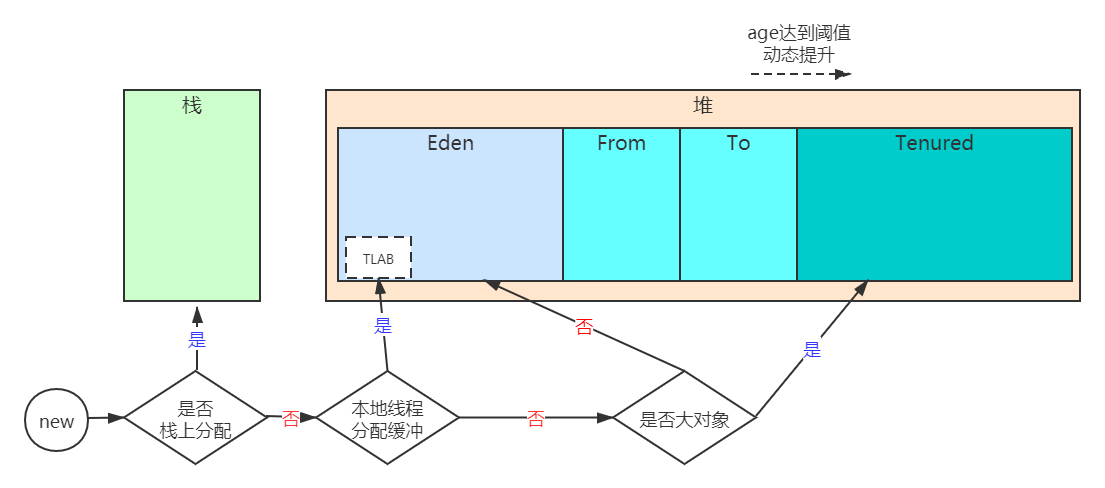 age达到阈值
动态提升
栈
堆
Eden
From
To
Tenured
TLAB
是
是
否
是
new
是否
栈上分配
否
本地线程
分配缓冲
否
是否大对象